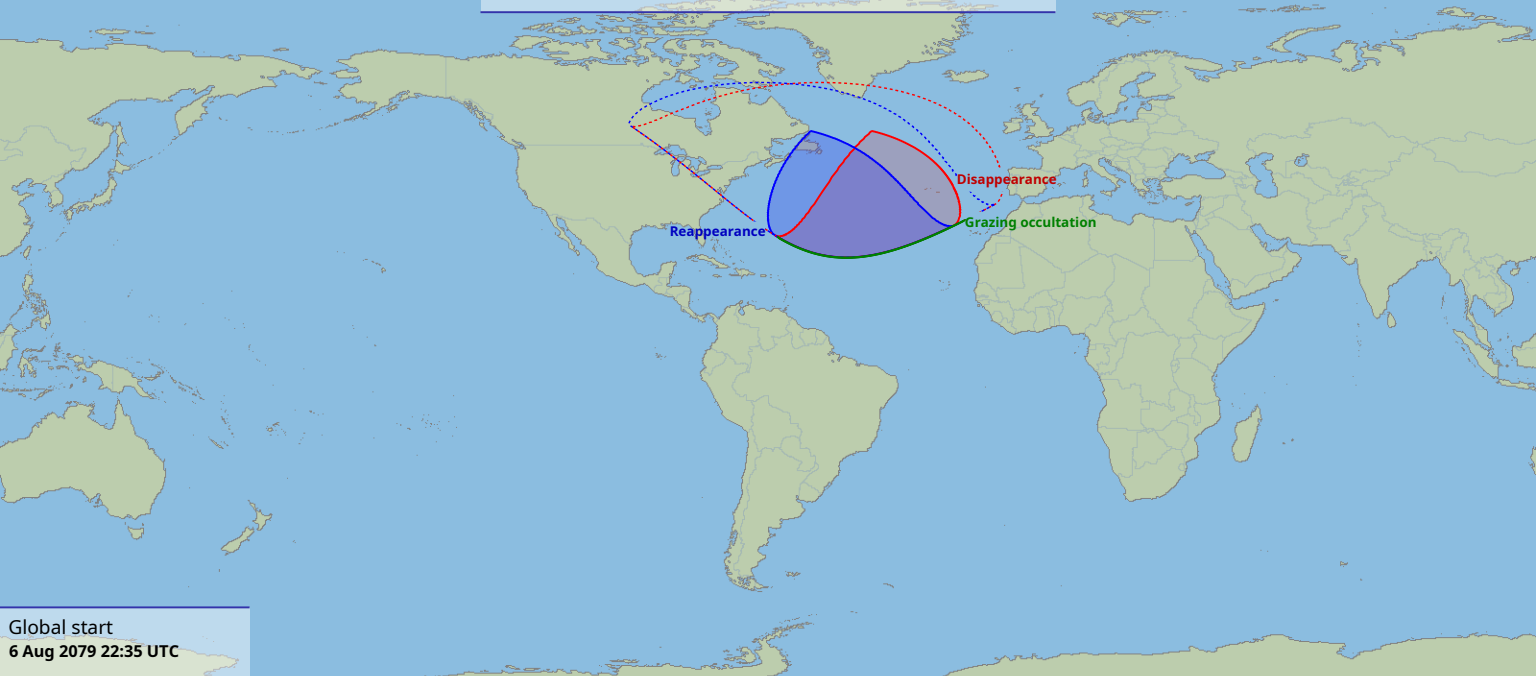 Disappearance
Grazing occultation
Reappearance
Global start
6 Aug 2079 22:35 UTC